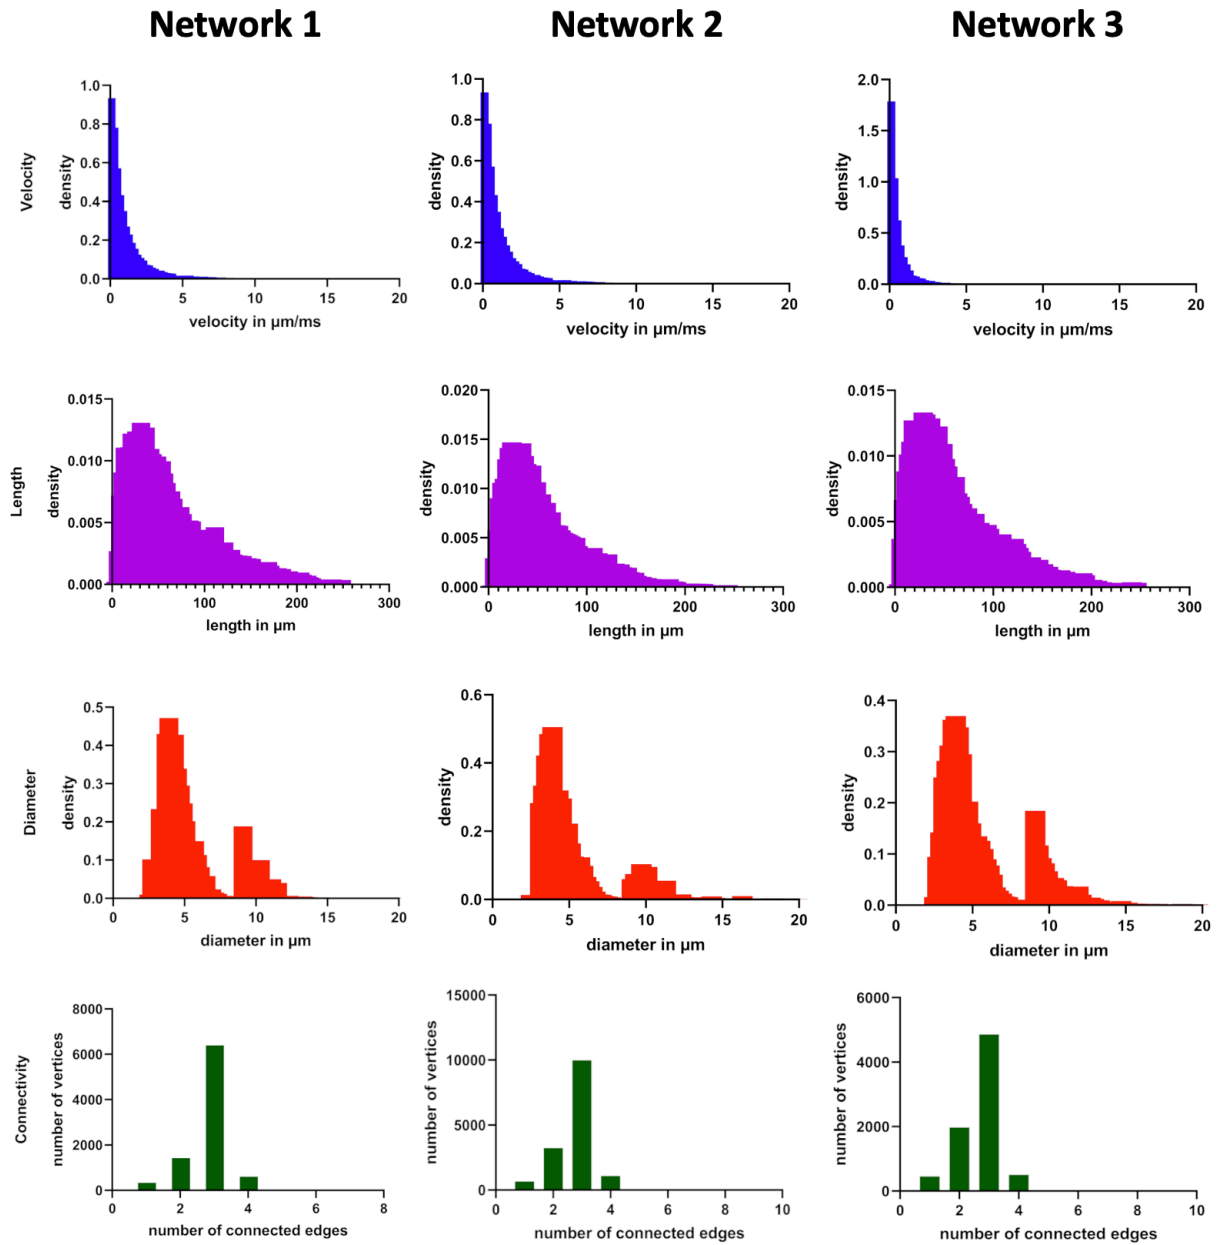 Network 1
Network 2
Network 3
Velocity
density
1.0
0.8
0.6
0.4
0.2
0.0
0 5 10 15 20
velocity in µm/ms
density
1.0
0.8
0.6
0.4
0.2
0.0
0 5 10 15 20
velocity in µm/ms
density
2.0
1.5
1.0
0.5
0.0
0 5 10 15 20
velocity in µm/ms
Length
density
0.015
0.010
0.005
0.000
0 100 200 300
length in µm
density
0.020
0.015
0.010
0.005
0.000
0 100 200 300
length in µm
density
0.015
0.010
0.005
0.000
0 100 200 300
length in µm
Diameter
density
0.5
0.4
0.3
0.2
0.1
0.0
0 5 10 15 20
diameter in µm
density
0.6
0.4
0.2
0.0
0 5 10 15 20
diameter in µm
density
0.4
0.3
0.2
0.1
0.0
0 5 10 15 20
diameter in µm
Connectivity
number of vertices
8000
6000
4000
2000
0
0 2 4 6 8
number of connected edges
number of vertices
15000
10000
5000
0
0 2 4 6 8 10
number of connected edges
number of vertices
6000
4000
2000
0
0 2 4 6 8 10
number of connected edges